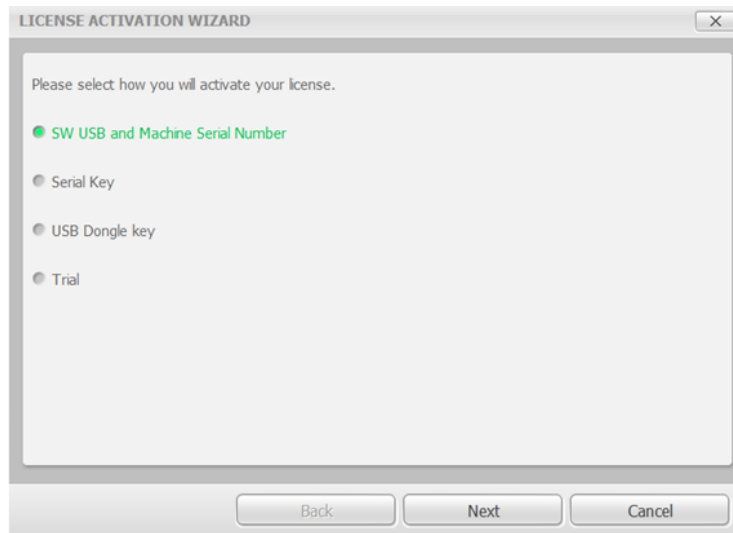 LICENSE ACTIVATION WIZARD
Please select how you will activate your license.
SW USB and Machine Serial Number
Serial Key
USB Dongle key
Trial
Back Next Cancel